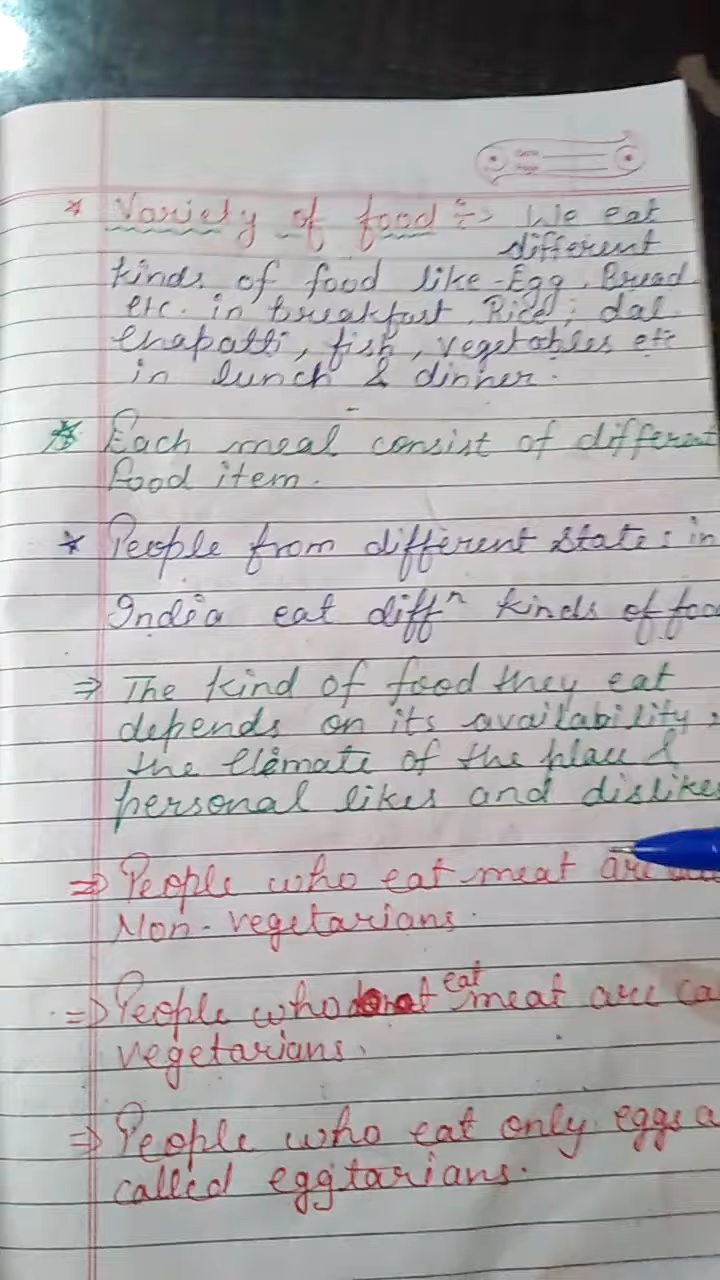 * Variety of food :-> We eat
different
kinds of food like - Egg, Bread
etc. in breakfast, Rice, dal
Chapatti, fish, vegetables etc
in lunch & dinner.
* Each meal consist of different
food item.
* People from different states in
India eat diffⁿ kinds of foo
⇒ The kind of food they eat
depends on its availability,
the climate of the place &
personal likes and dislikes
⇒ People who eat meat are
Non-vegetarians.
⇒ People who donot eat meat are ca
vegetarians.
⇒ People who eat only eggs a
called eggtarians.